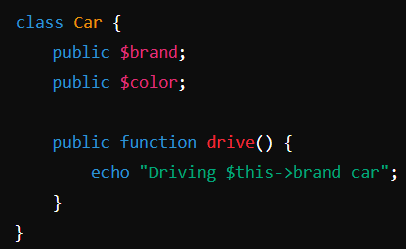 class Car {
    public $brand;
    public $color;

    public function drive() {
        echo "Driving $this->brand car";
    }
}